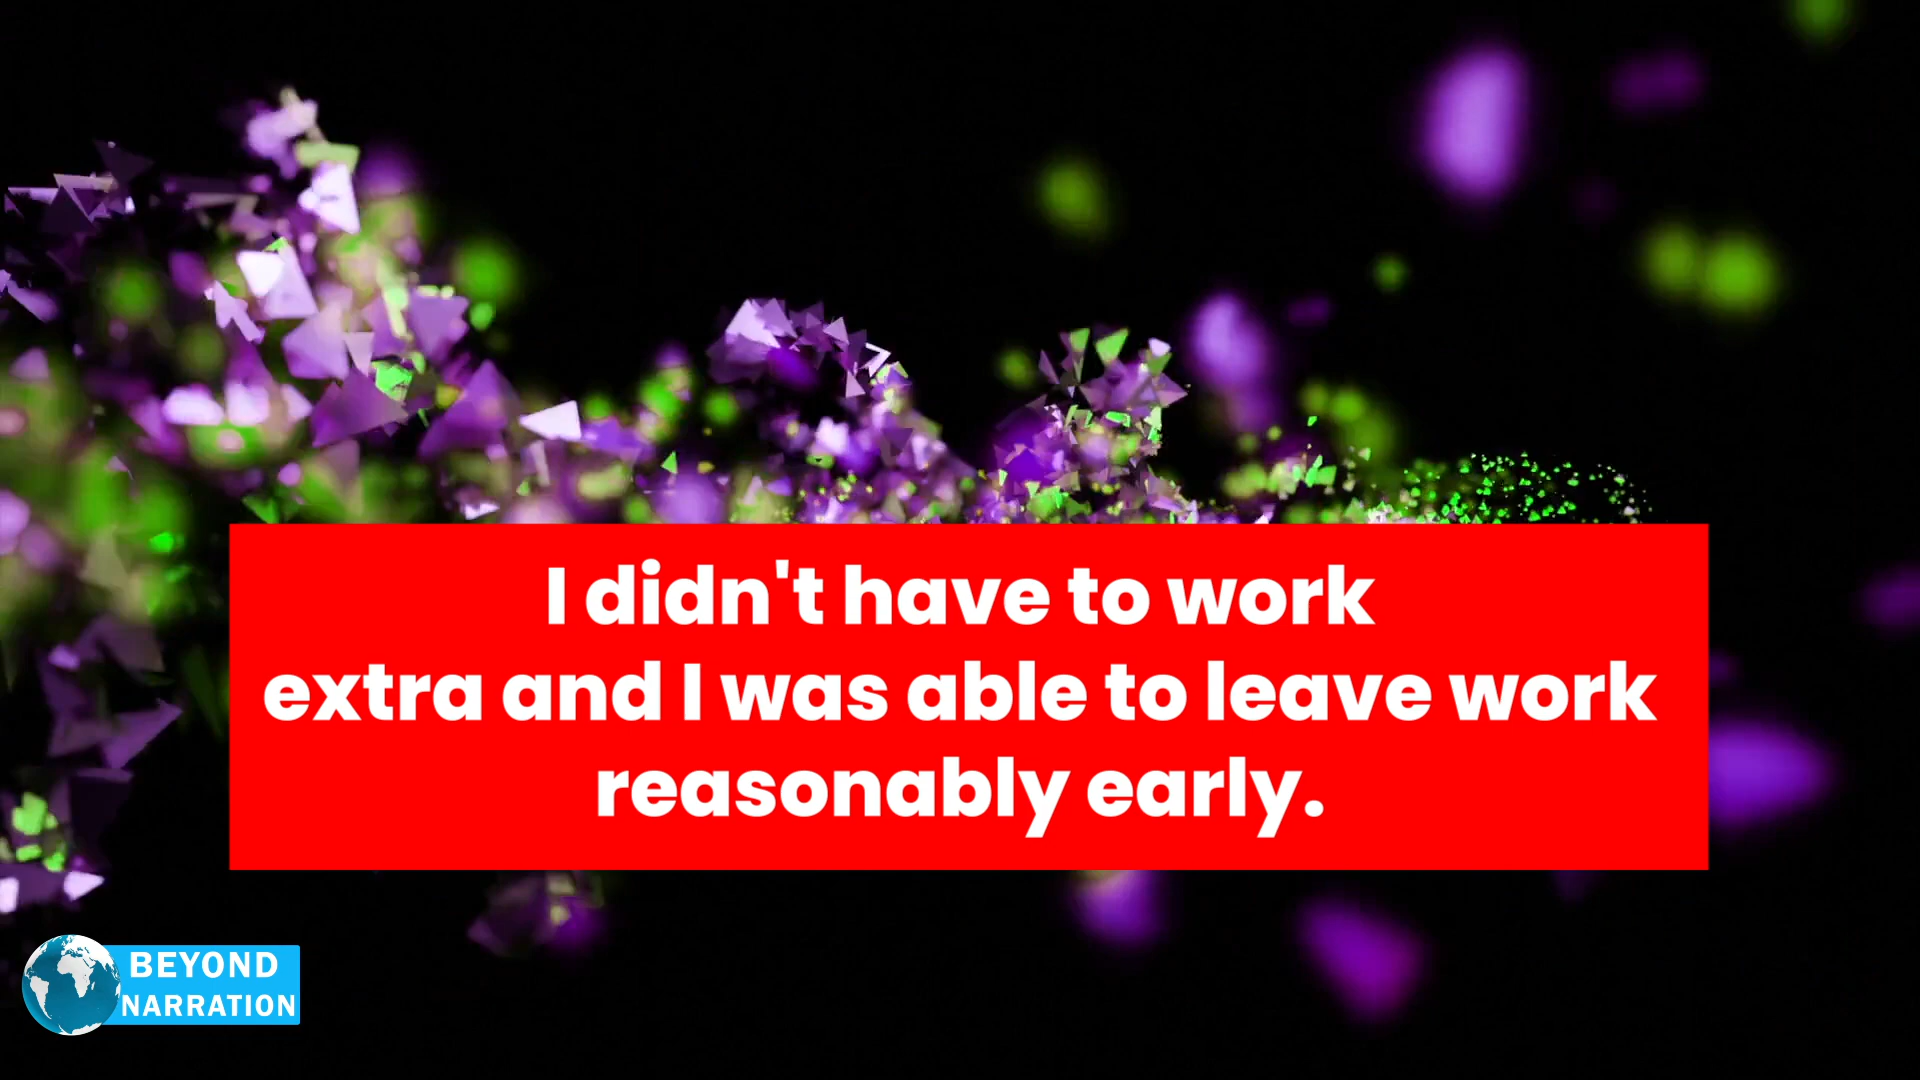 I didn't have to work
extra and I was able to leave work
reasonably early.
BEYOND
NARRATION